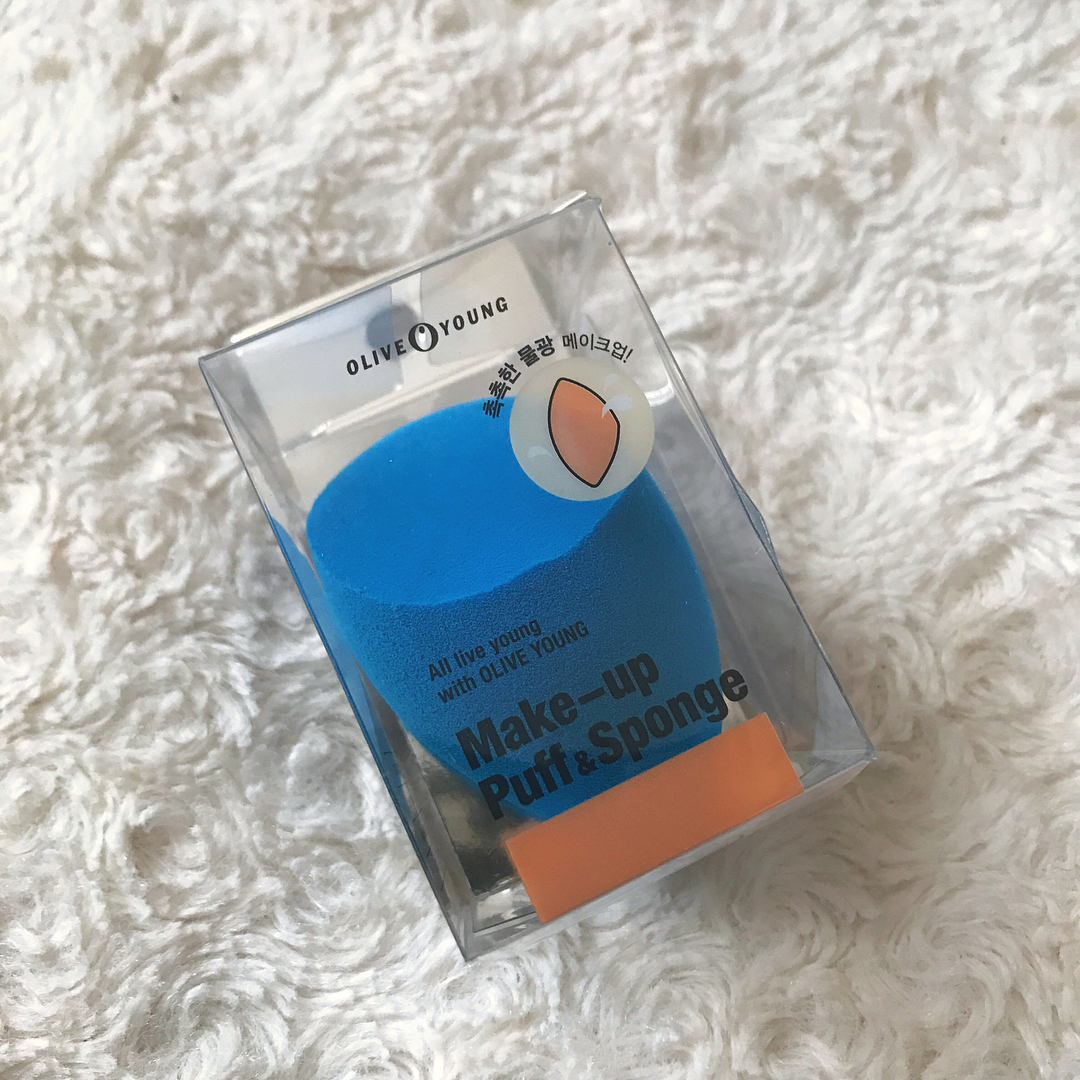 OLIVE YOUNG
촉촉한 물광 메이크업!
All live young
with OLIVE YOUNG
Make-up
Puff & Sponge